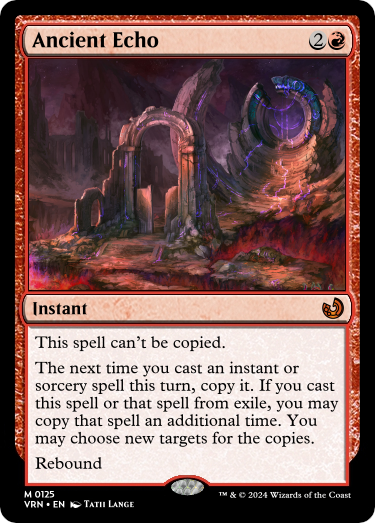 Ancient Echo 2
Instant
This spell can't be copied.
The next time you cast an instant or
sorcery spell this turn, copy it. If you cast
this spell or that spell from exile, you may
copy that spell an additional time. You
may choose new targets for the copies.
Rebound
M 0125
VRN • EN Tatii Lange
™ & © 2024 Wizards of the Coast